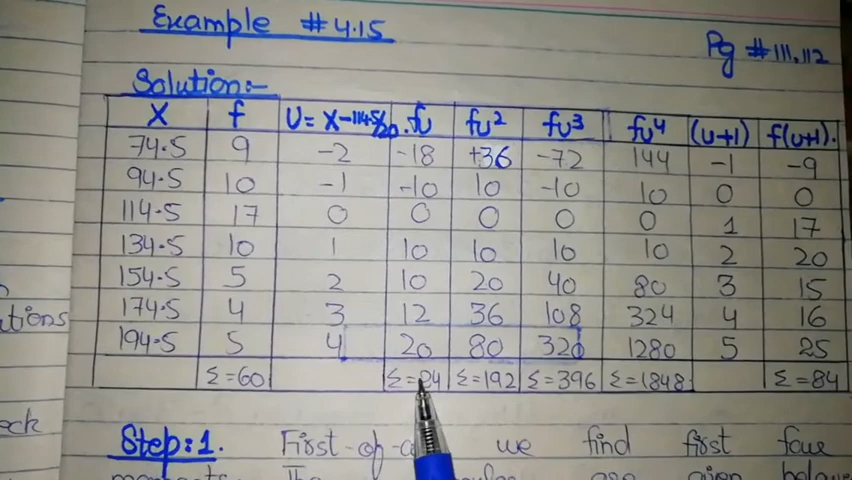 Example #4.15
Pg #111,112
Solution:-
X f U= X-114.5/20 fu fu² fu³ fu⁴ (u+1) f(u+1).
74.5 9 -2 -18 +36 -72 144 -1 -9
94.5 10 -1 -10 10 -10 10 0 0
114.5 17 0 0 0 0 0 1 17
134.5 10 1 10 10 10 10 2 20
154.5 5 2 10 20 40 80 3 15
174.5 4 3 12 36 108 324 4 16
194.5 5 4 20 80 320 1280 5 25
Σ=60 Σ=24 Σ=192 Σ=396 Σ=1848 Σ=84
Step:1. First-of- we find first four
ations
are given below